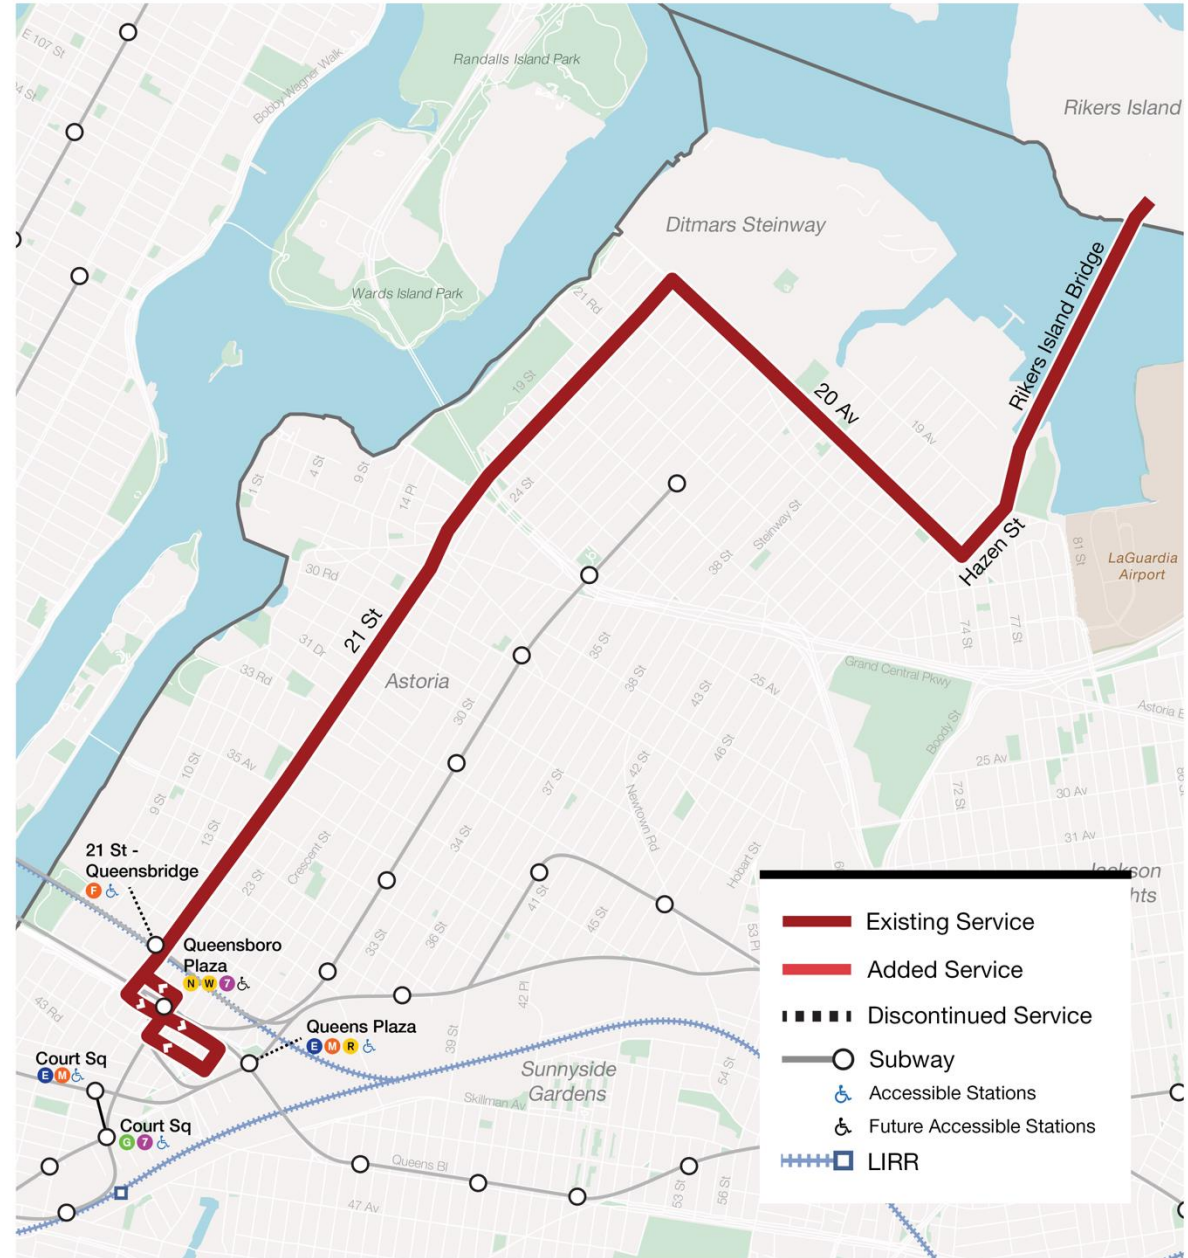 E 107 St
Bobby Wagner Walk
Randalls Island Park
Rikers Island
Ditmars Steinway
Wards Island Park
Rikers Island Bridge
21 Rd
19 St
20 Av
19 Av
1 St
4 St
9 St
14 Pl
24 St
Steinway St
38 St
Hazen St
81 St
LaGuardia
Airport
30 Rd
31 Dr
33 Rd
21 St
Astoria
35 St
38 St
43 St
25 Av
74 St
77 St
Grand Central Pkwy
Boody St
Astoria B
30 St
46 St
42 St
37 St
Newtown Rd
25 Av
72 St
30 Av
31 Av
10 St
35 Av
9 St
13 St
23 St
Crescent St
34 St
Hobart St
41 St
45 St
53 Pl
33 St
36 St
21 St -
Queensbridge
F
Queensboro
Plaza
N W 7
42 Pl
39 St
43 Rd
Queens Plaza
E M R
Court Sq
E M
Court Sq
G 7
Sunnyside
Gardens
54 St
Skillman Av
Queens Bl
47 Av
53 St
56 St
Existing Service
Added Service
Discontinued Service
Subway
Accessible Stations
Future Accessible Stations
LIRR